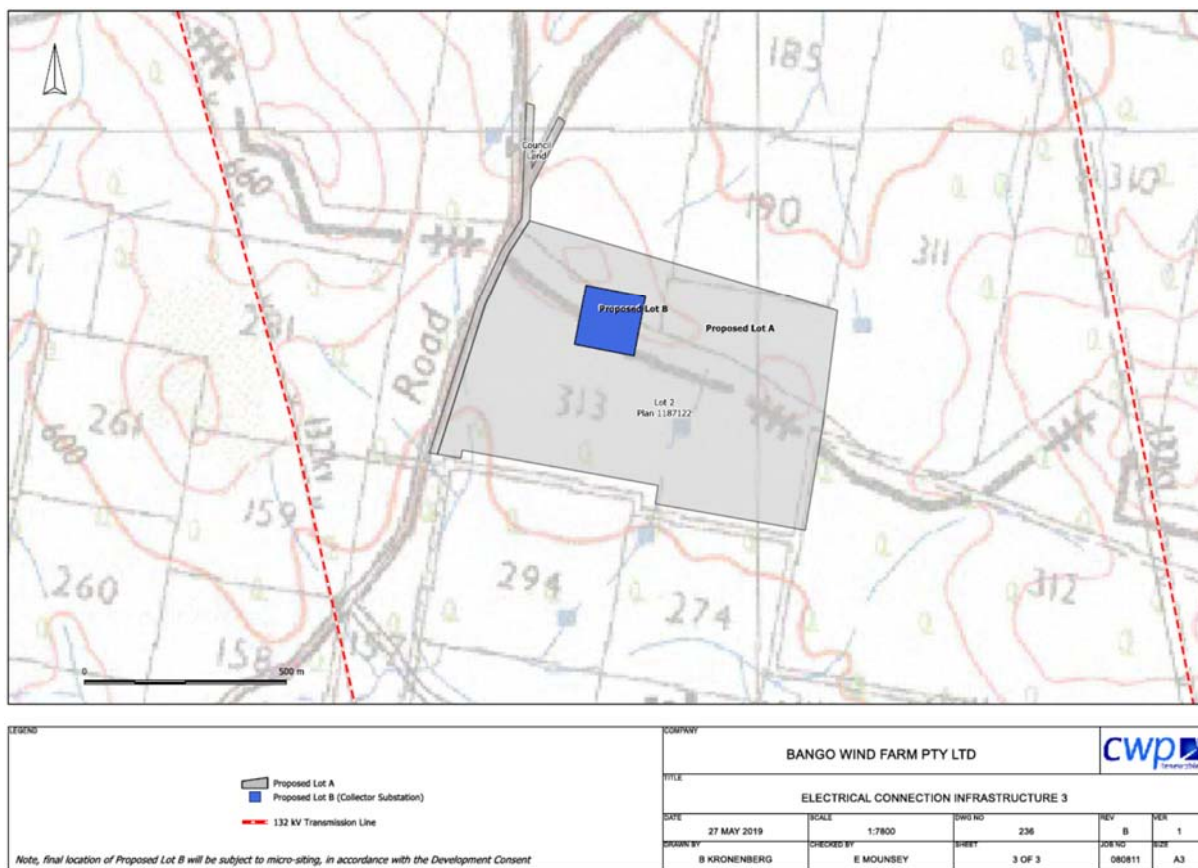 185
Council
Land
660
190
310
311
71
Proposed Lot B
Proposed Lot A
Road
Lot 2
Plan 1187122
313
261
600
132KV
159
260
294
274
312
158
157
0 500 m
LEGEND
Proposed Lot A
Proposed Lot B (Collector Substation)
132 kV Transmission Line
Note, final location of Proposed Lot B will be subject to micro-siting, in accordance with the Development Consent
COMPANY
BANGO WIND FARM PTY LTD
cwp
TITLE
ELECTRICAL CONNECTION INFRASTRUCTURE 3
DATE SCALE DWG NO REV VER
27 MAY 2019 1:7800 236 B 1
DRAWN BY CHECKED BY SHEET JOB NO SIZE
B KRONENBERG E MOUNSEY 3 OF 3 080811 A3